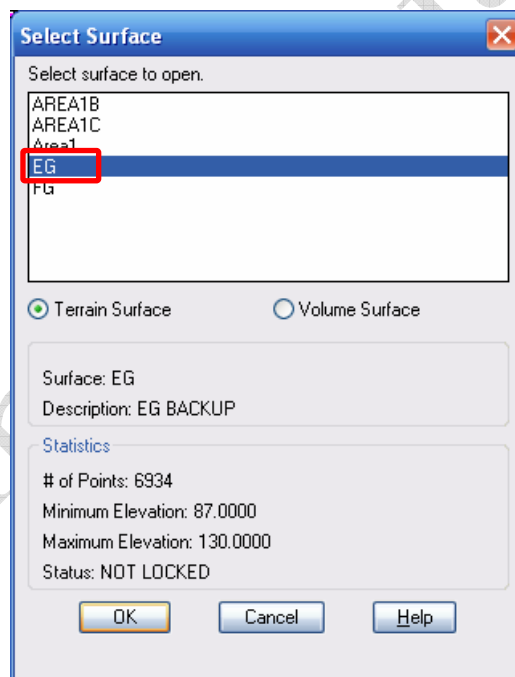 Select Surface
Select surface to open.
AREA1B
AREA1C
Area1
EG
FG
Terrain Surface
Volume Surface
Surface: EG
Description: EG BACKUP
Statistics
# of Points: 6934
Minimum Elevation: 87.0000
Maximum Elevation: 130.0000
Status: NOT LOCKED
OK
Cancel
Help